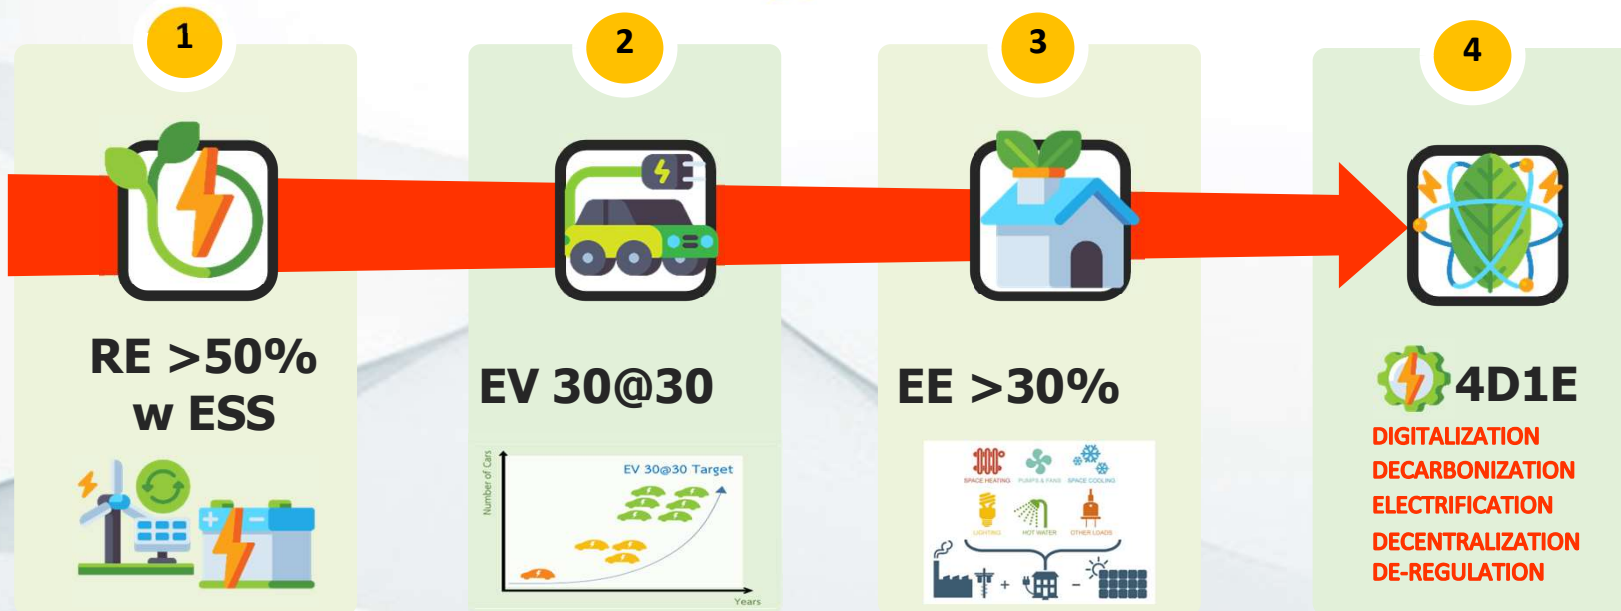 1
RE >50%
w ESS
2
EV 30@30
Number of Cars
EV 30@30 Target
Years
3
EE >30%
SPACE HEATING PUMPS & FANS SPACE COOLING
LIGHTING HOT WATER OTHER LOADS
+ -
4
4D1E
DIGITALIZATION
DECARBONIZATION
ELECTRIFICATION
DECENTRALIZATION
DE-REGULATION